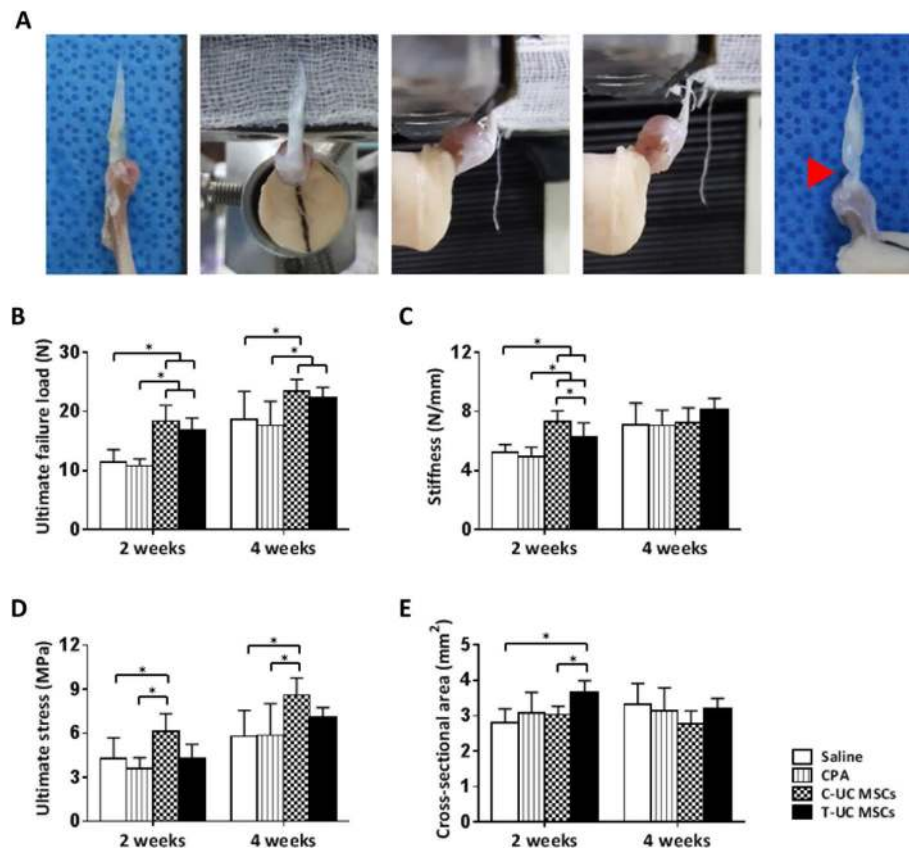 A
B
C
Ultimate failure load (N)
30
20
10
0
*
*
*
*
2 weeks
4 weeks
Stiffness (N/mm)
12
8
4
0
*
*
*
2 weeks
4 weeks
D
E
Ultimate stress (MPa)
12
9
6
3
0
*
*
*
*
2 weeks
4 weeks
Cross-sectional area (mm²)
5
4
3
2
1
0
*
*
2 weeks
4 weeks
Saline
CPA
C-UC MSCs
T-UC MSCs